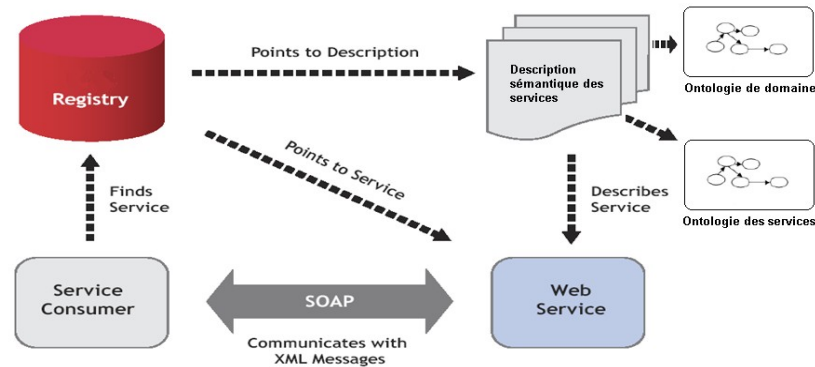 Points to Description
Registry
Description
sémantique des
services
Ontologie de domaine
Points to Service
Finds
Service
Describes
Service
Ontologie des services
Service
Consumer
SOAP
Communicates with
XML Messages
Web
Service